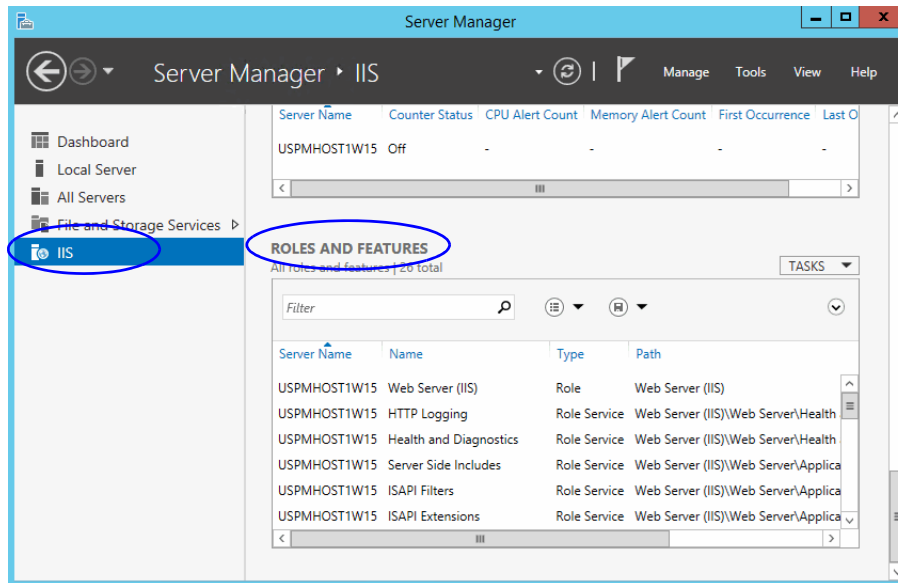 Server Manager
Server Manager ‣ IIS
Manage Tools View Help
Dashboard
Local Server
All Servers
File and Storage Services
IIS
Server Name Counter Status CPU Alert Count Memory Alert Count First Occurrence Last O
USPMHOST1W15 Off - - - -
ROLES AND FEATURES
All roles and features | 26 total
TASKS
Filter
Server Name Name Type Path
USPMHOST1W15 Web Server (IIS) Role Web Server (IIS)
USPMHOST1W15 HTTP Logging Role Service Web Server (IIS)\Web Server\Health
USPMHOST1W15 Health and Diagnostics Role Service Web Server (IIS)\Web Server\Health
USPMHOST1W15 Server Side Includes Role Service Web Server (IIS)\Web Server\Applica
USPMHOST1W15 ISAPI Filters Role Service Web Server (IIS)\Web Server\Applica
USPMHOST1W15 ISAPI Extensions Role Service Web Server (IIS)\Web Server\Applica